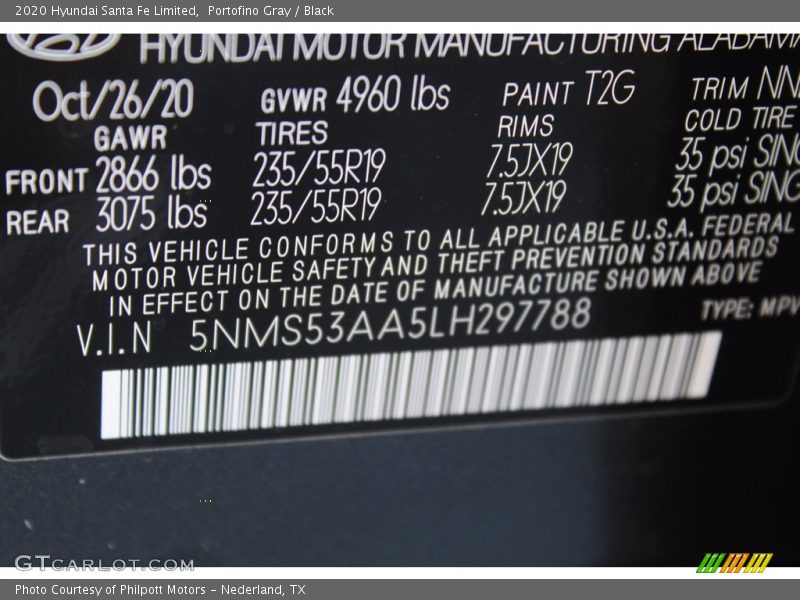 2020 Hyundai Santa Fe Limited,  Portofino Gray / Black
HYUNDAI MOTOR MANUFACTURING ALABAMA
Oct/26/20 GVWR 4960 lbs PAINT T2G TRIM NN
GAWR TIRES RIMS COLD TIRE
FRONT 2866 lbs 235/55R19 7.5JX19 35 psi SING
REAR 3075 lbs 235/55R19 7.5JX19 35 psi SING
THIS VEHICLE CONFORMS TO ALL APPLICABLE U.S.A. FEDERAL
MOTOR VEHICLE SAFETY AND THEFT PREVENTION STANDARDS
IN EFFECT ON THE DATE OF MANUFACTURE SHOWN ABOVE
V.I.N 5NMS53AA5LH297788 TYPE: MPV
GTCARLOT.COM
Photo Courtesy of Philpott Motors - Nederland, TX